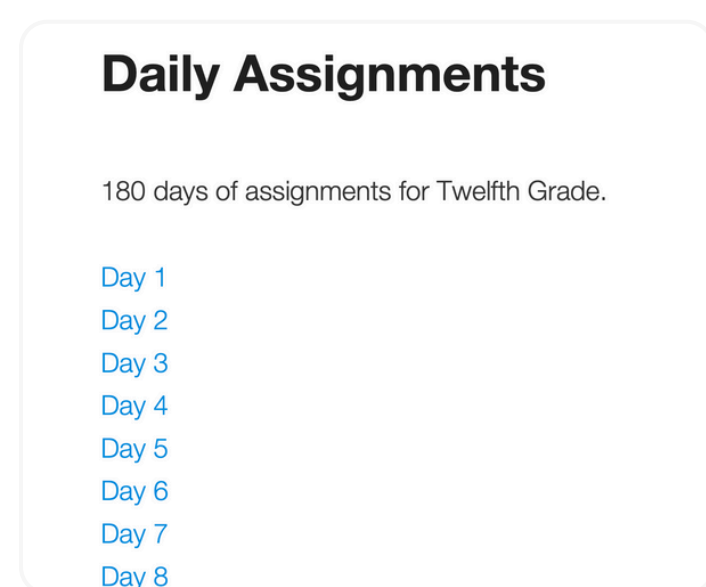 Daily Assignments
180 days of assignments for Twelfth Grade.
Day 1
Day 2
Day 3
Day 4
Day 5
Day 6
Day 7
Day 8